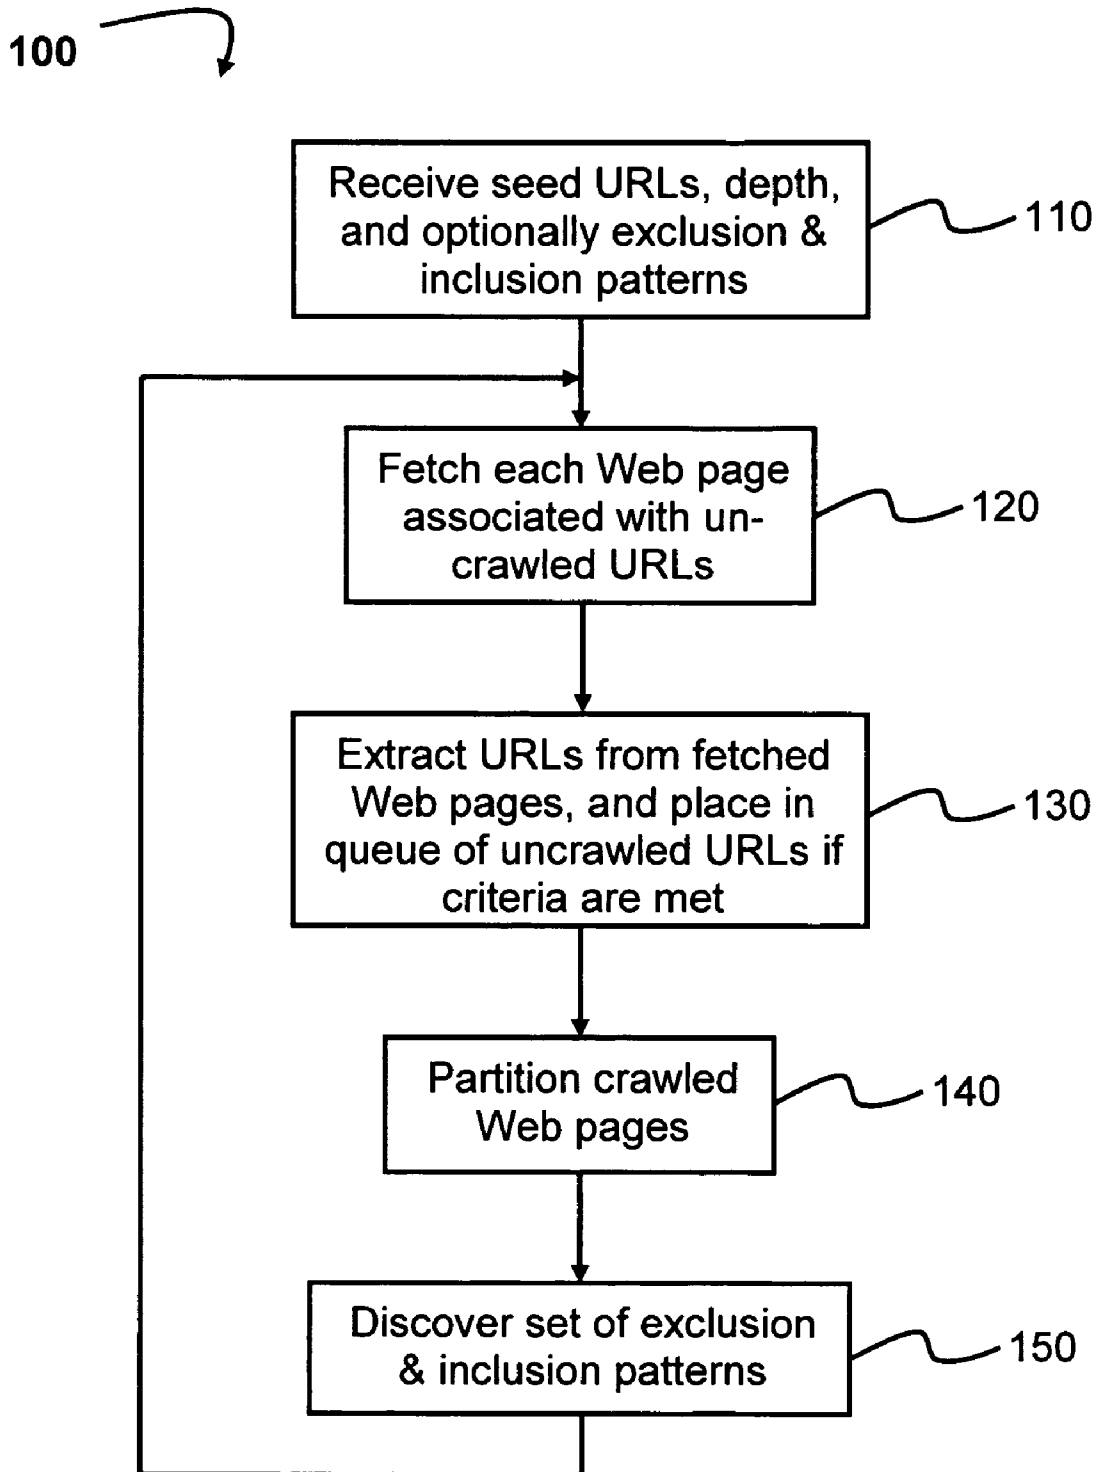 100
Receive seed URLs, depth,
and optionally exclusion &
inclusion patterns
110
Fetch each Web page
associated with un-
crawled URLs
120
Extract URLs from fetched
Web pages, and place in
queue of uncrawled URLs if
criteria are met
130
Partition crawled
Web pages
140
Discover set of exclusion
& inclusion patterns
150